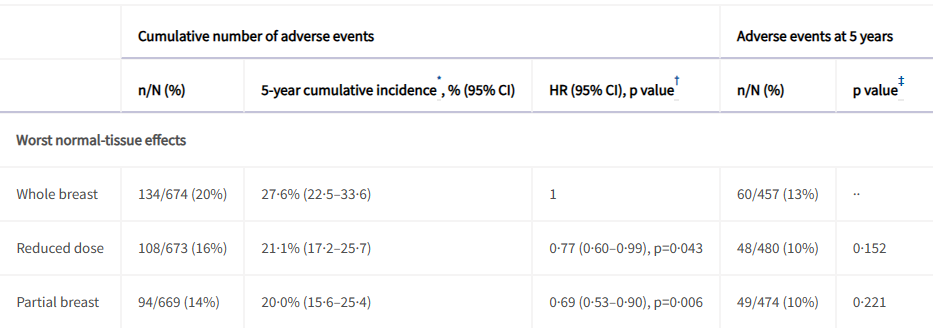 Cumulative number of adverse events Adverse events at 5 years
n/N (%) 5-year cumulative incidence*, % (95% CI) HR (95% CI), p value† n/N (%) p value‡
Worst normal-tissue effects
Whole breast 134/674 (20%) 27·6% (22·5–33·6) 1 60/457 (13%) ··
Reduced dose 108/673 (16%) 21·1% (17·2–25·7) 0·77 (0·60–0·99), p=0·043 48/480 (10%) 0·152
Partial breast 94/669 (14%) 20·0% (15·6–25·4) 0·69 (0·53–0·90), p=0·006 49/474 (10%) 0·221